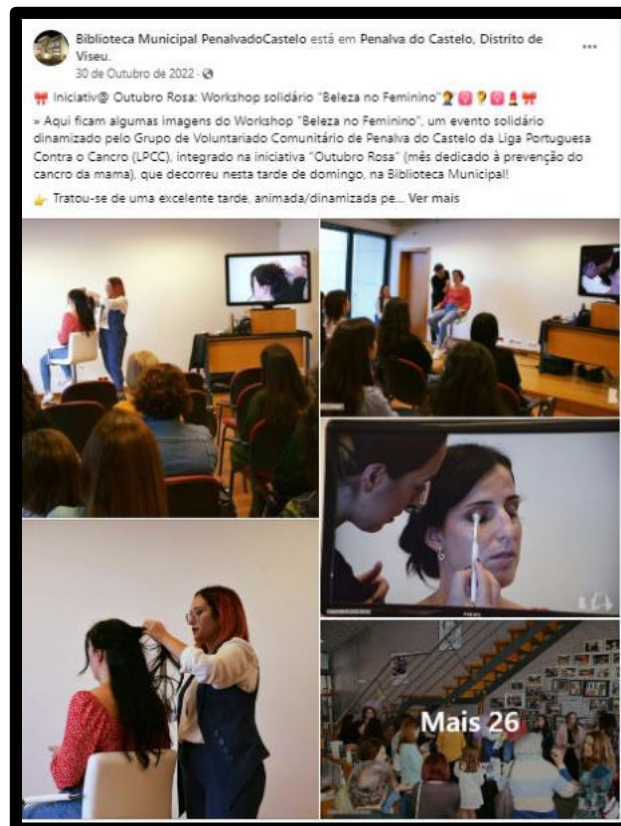 Biblioteca Municipal PenalvadoCastelo está em Penalva do Castelo, Distrito de
Viseu.
30 de Outubro de 2022 ·
🎀 Iniciativ@ Outubro Rosa: Workshop solidário "Beleza no Feminino"
» Aqui ficam algumas imagens do Workshop "Beleza no Feminino", um evento solidário
dinamizado pelo Grupo de Voluntariado Comunitário de Penalva do Castelo da Liga Portuguesa
Contra o Cancro (LPCC), integrado na iniciativa "Outubro Rosa" (mês dedicado à prevenção do
cancro da mama), que decorreu nesta tarde de domingo, na Biblioteca Municipal!
👉 Tratou-se de uma excelente tarde, animada/dinamizada pe... Ver mais
PHILIPS
Mais 26